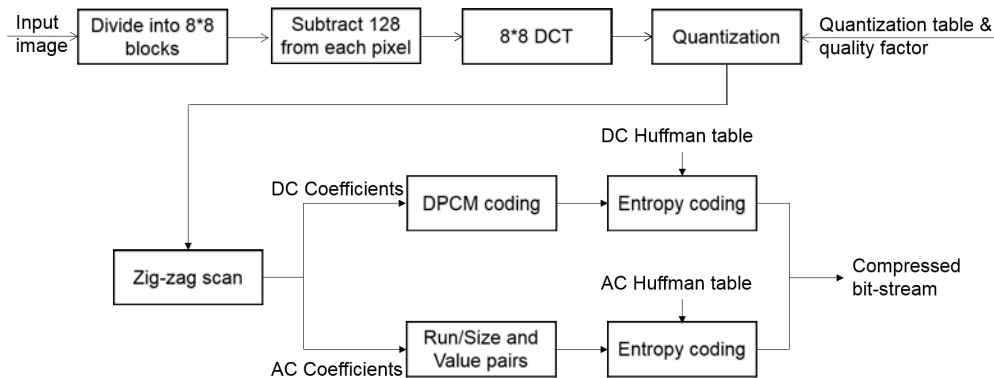 Input
image
Divide into 8*8
blocks
Subtract 128
from each pixel
8*8 DCT
Quantization
Quantization table &
quality factor
DC Huffman table
DC Coefficients
DPCM coding
Entropy coding
Zig-zag scan
Compressed
bit-stream
AC Huffman table
Run/Size and
Value pairs
Entropy coding
AC Coefficients